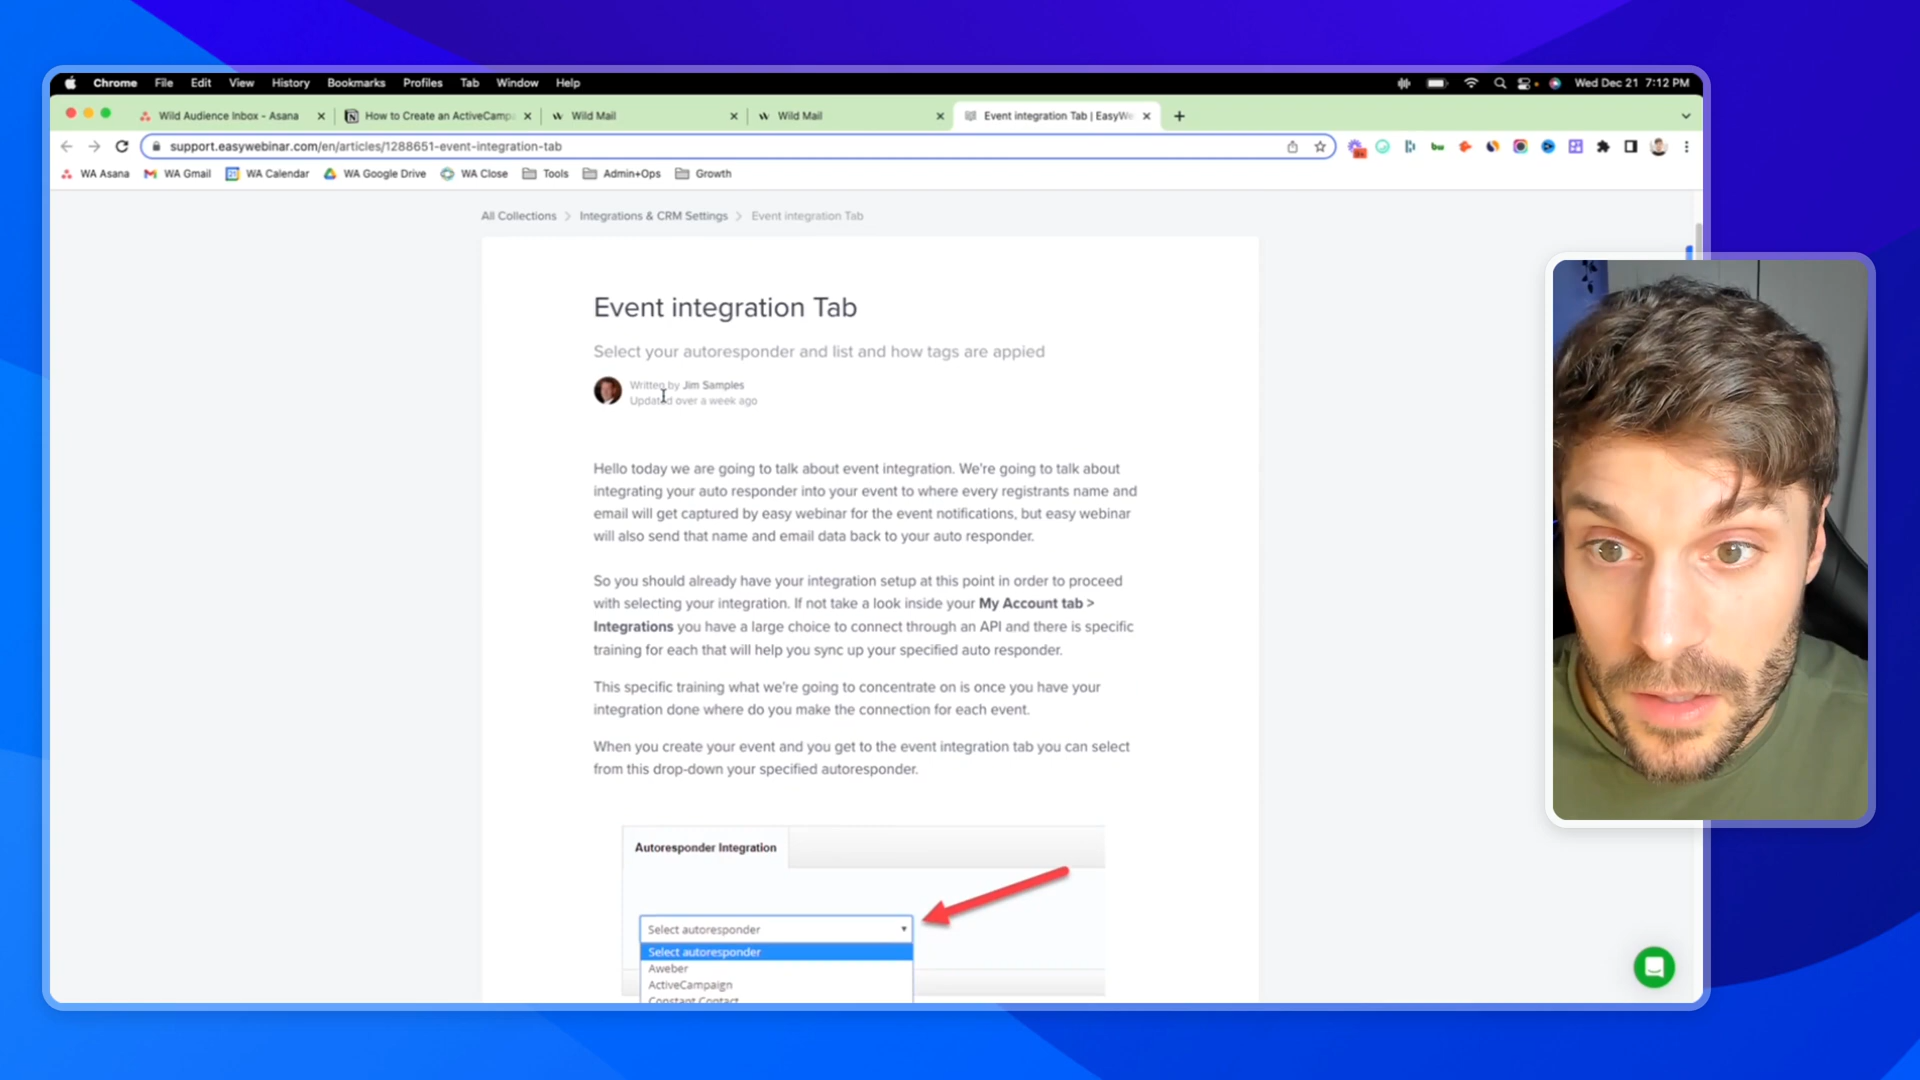 Chrome File Edit View History Bookmarks Profiles Tab Window Help Wed Dec 21 7:12 PM
Wild Audience Inbox - Asana How to Create an ActiveCamp Wild Mail Wild Mail Event integration Tab | EasyWe
support.easywebinar.com/en/articles/1288651-event-integration-tab
WA Asana WA Gmail WA Calendar WA Google Drive WA Close Tools Admin+Ops Growth
All Collections > Integrations & CRM Settings > Event integration Tab
Event integration Tab
Select your autoresponder and list and how tags are appied
Written by Jim Samples
Updated over a week ago
Hello today we are going to talk about event integration. We're going to talk about
integrating your auto responder into your event to where every registrants name and
email will get captured by easy webinar for the event notifications, but easy webinar
will also send that name and email data back to your auto responder.
So you should already have your integration setup at this point in order to proceed
with selecting your integration. If not take a look inside your My Account tab >
Integrations you have a large choice to connect through an API and there is specific
training for each that will help you sync up your specified auto responder.
This specific training what we're going to concentrate on is once you have your
integration done where do you make the connection for each event.
When you create your event and you get to the event integration tab you can select
from this drop-down your specified autoresponder.
Autoresponder Integration
Select autoresponder
Select autoresponder
Aweber
ActiveCampaign
Constant Contact